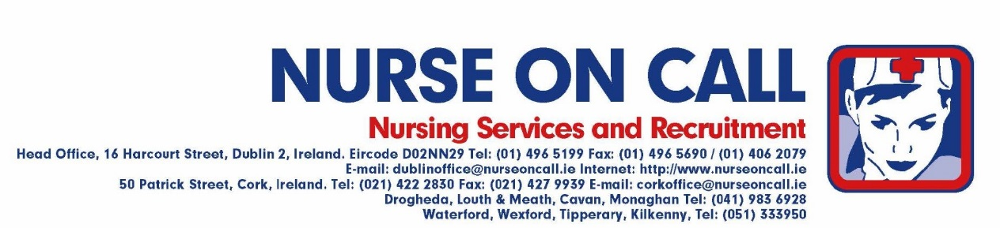 NURSE ON CALL
Nursing Services and Recruitment
Head Office, 16 Harcourt Street, Dublin 2, Ireland. Eircode D02NN29 Tel: (01) 496 5199 Fax: (01) 496 5690 / (01) 406 2079
E-mail: dublinoffice@nurseoncall.ie Internet: http://www.nurseoncall.ie
50 Patrick Street, Cork, Ireland. Tel: (021) 422 2830 Fax: (021) 427 9939 E-mail: corkoffice@nurseoncall.ie
Drogheda, Louth & Meath, Cavan, Monaghan Tel: (041) 983 6928
Waterford, Wexford, Tipperary, Kilkenny, Tel: (051) 333950